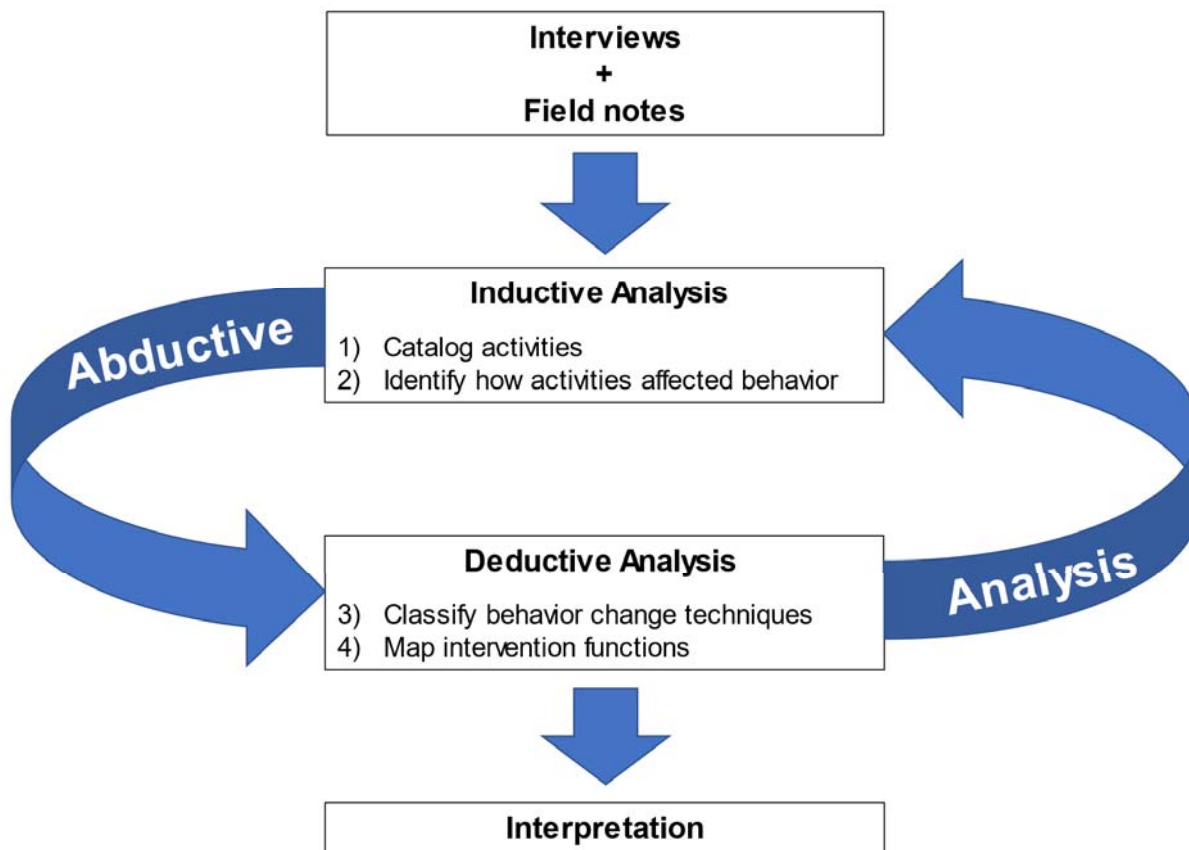 Interviews
+
Field notes
Inductive Analysis
1) Catalog activities
2) Identify how activities affected behavior
Abductive
Deductive Analysis
3) Classify behavior change techniques
4) Map intervention functions
Analysis
Interpretation